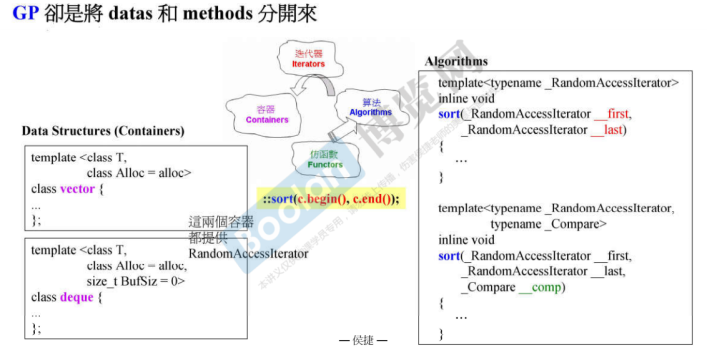 GP 卻是將 datas 和 methods 分開來
迭代器
Iterators
容器
Containers
算法
Algorithms
仿函數
Functors
::sort(c.begin(), c.end());
Data Structures (Containers)
template <class T,
class Alloc = alloc>
class vector {
...
};
template <class T,
class Alloc = alloc,
size_t BufSiz = 0>
class deque {
...
};
這兩個容器
都提供
RandomAccessIterator
Algorithms
template<typename _RandomAccessIterator>
inline void
sort(_RandomAccessIterator __first,
_RandomAccessIterator __last)
{
...
}
template<typename _RandomAccessIterator,
typename _Compare>
inline void
sort(_RandomAccessIterator __first,
_RandomAccessIterator __last,
_Compare __comp)
{
...
}
— 侯捷 —
Boolan
博览网